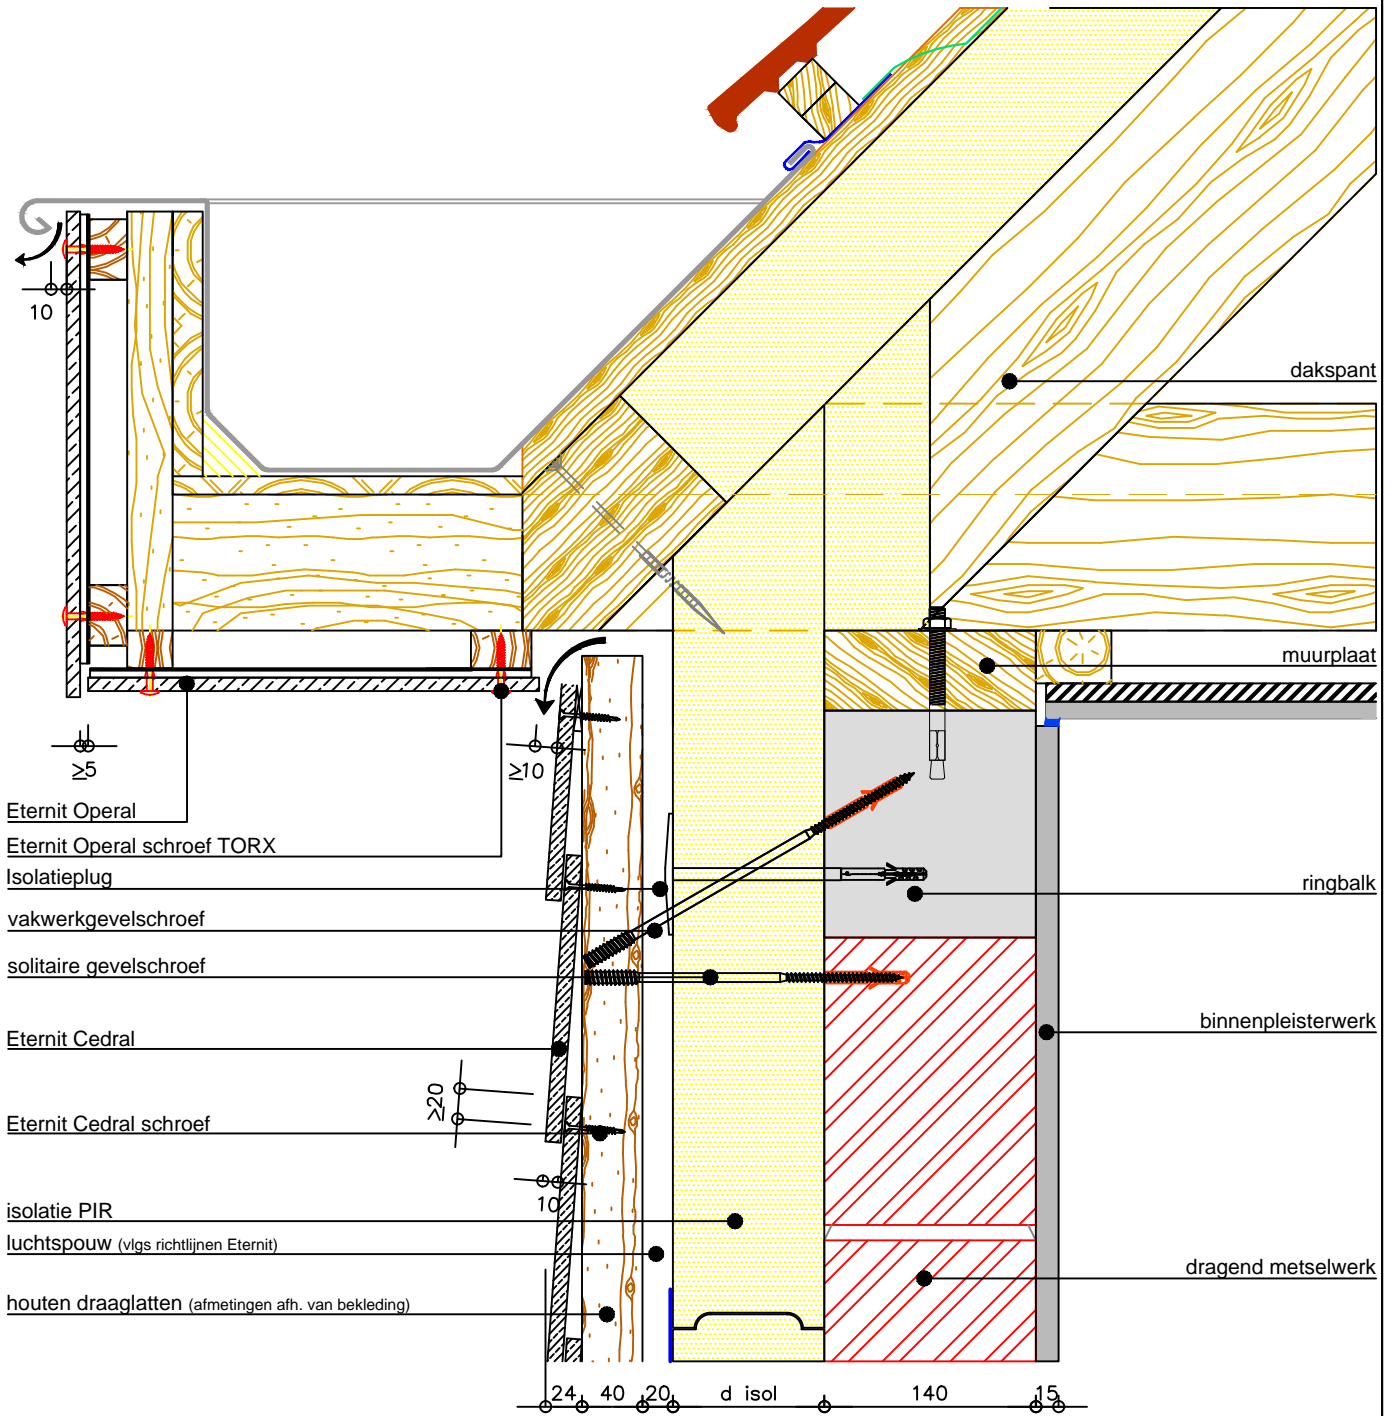 10
dakspant
muurplaat
≥5
≥10
Eternit Operal
Eternit Operal schroef TORX
Isolatieplug
ringbalk
vakwerkgevelschroef
solitaire gevelschroef
binnenpleisterwerk
Eternit Cedral
≥20
Eternit Cedral schroef
10
isolatie PIR
luchtspouw (vlgs richtlijnen Eternit)
dragend metselwerk
houten draaglatten (afmetingen afh. van bekleding)
24 40 20 d isol 140 15